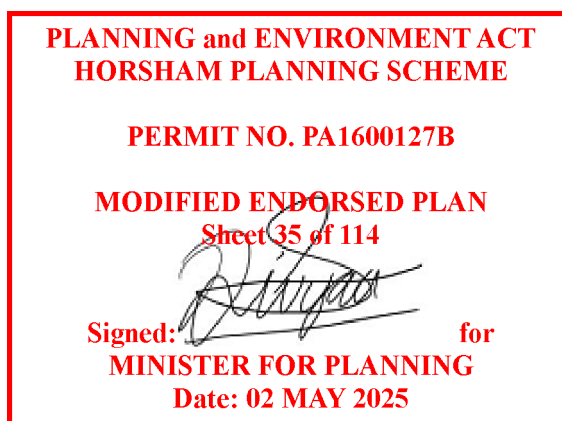 PLANNING and ENVIRONMENT ACT
HORSHAM PLANNING SCHEME
PERMIT NO. PA1600127B
MODIFIED ENDORSED PLAN
Sheet 35 of 114
Signed: for
MINISTER FOR PLANNING
Date: 02 MAY 2025